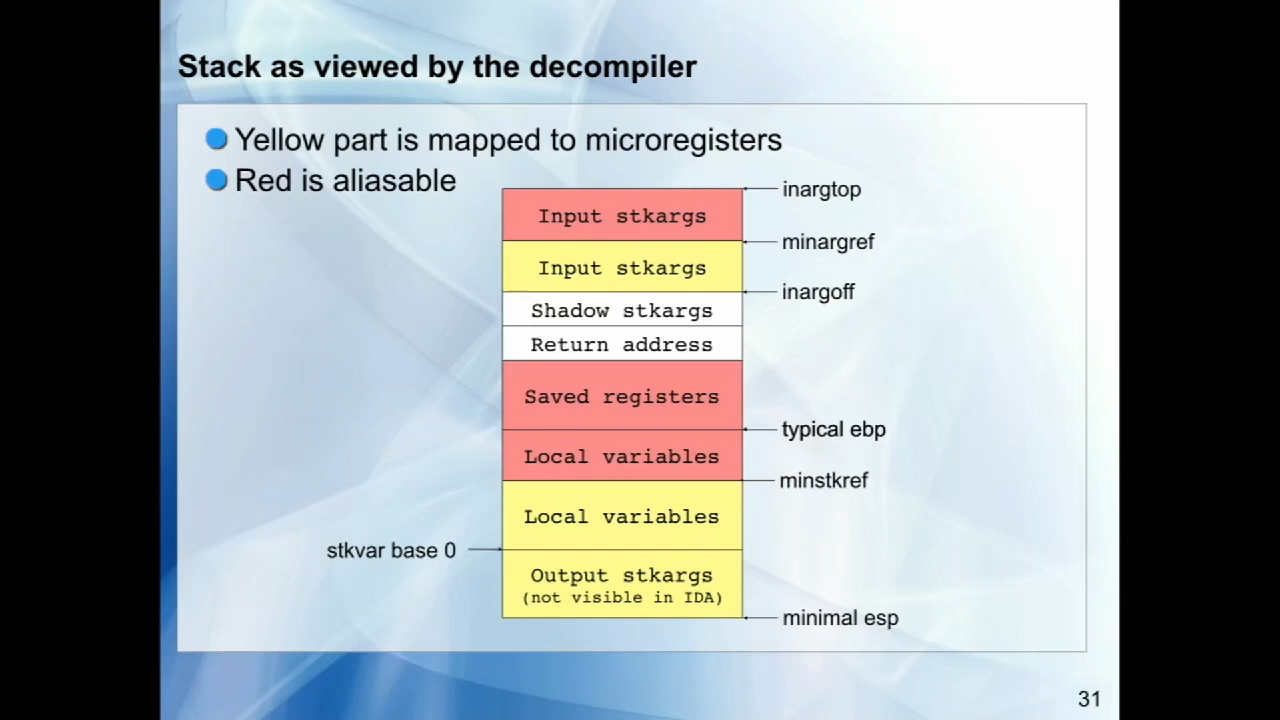 Stack as viewed by the decompiler
Yellow part is mapped to microregisters
Red is aliasable
inargtop
Input stkargs
minargref
Input stkargs
inargoff
Shadow stkargs
Return address
Saved registers
typical ebp
Local variables
minstkref
Local variables
stkvar base 0
Output stkargs
(not visible in IDA)
minimal esp
31